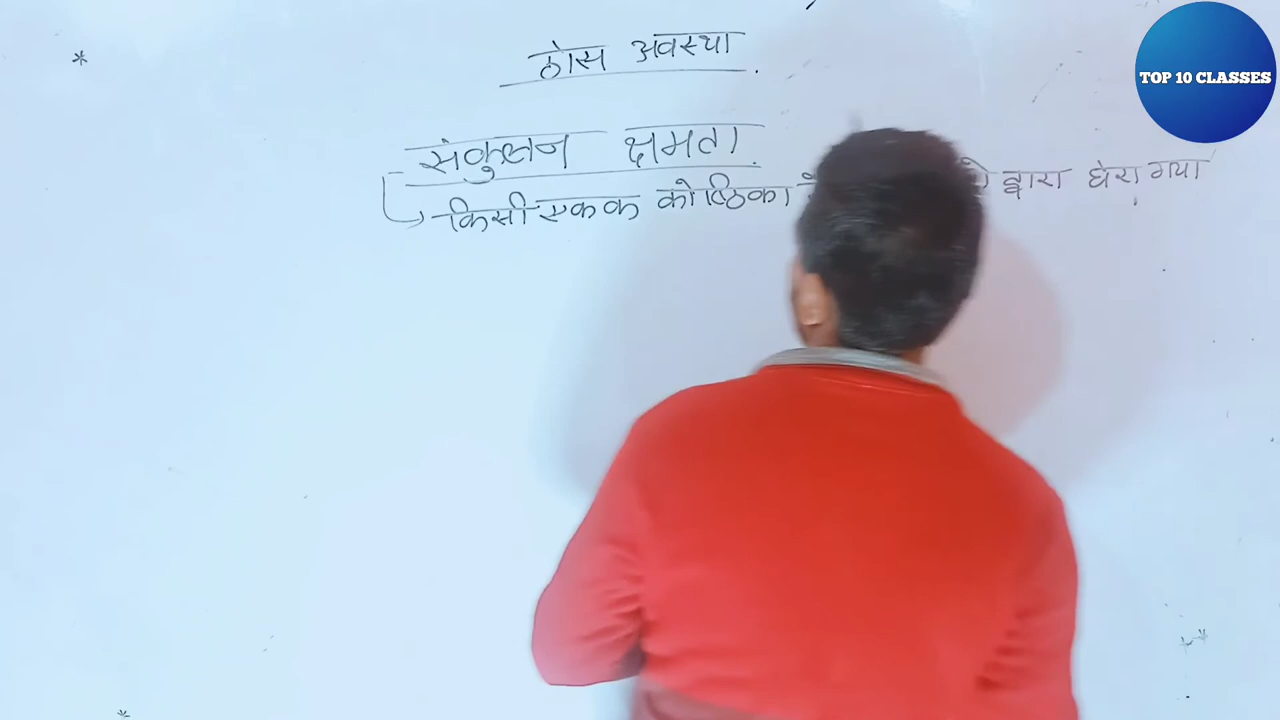 ठोस अवस्था
TOP 10 CLASSES
संकुलन क्षमता
किसी एकक कोष्ठिका द्वारा घेरा गया